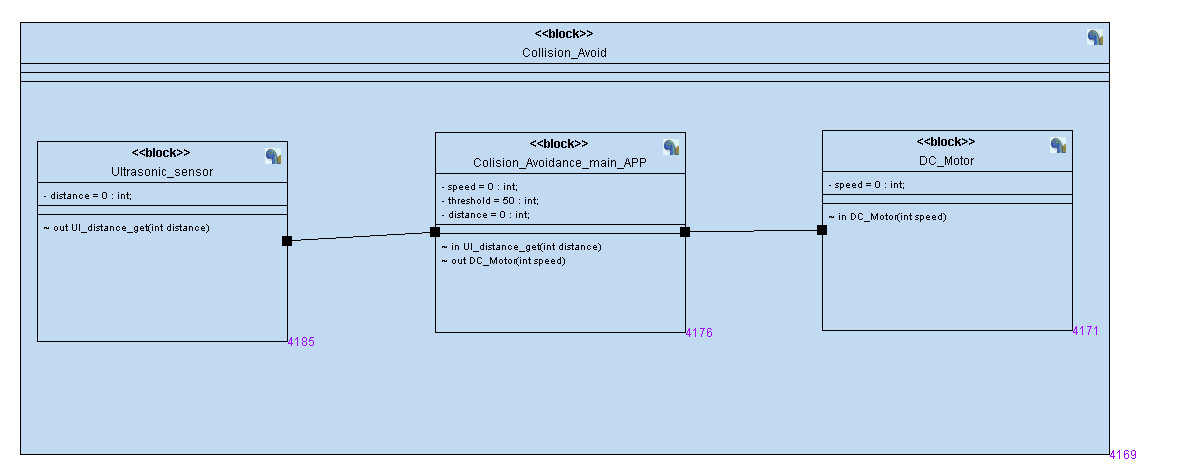 <<block>>
Collision_Avoid
<<block>>
Ultrasonic_sensor
- distance = 0 : int;
~ out UI_distance_get(int distance)
4185
<<block>>
Colision_Avoidance_main_APP
- speed = 0 : int;
- threshold = 50 : int;
- distance = 0 : int;
~ in UI_distance_get(int distance)
~ out DC_Motor(int speed)
4176
<<block>>
DC_Motor
- speed = 0 : int;
~ in DC_Motor(int speed)
4171
4169